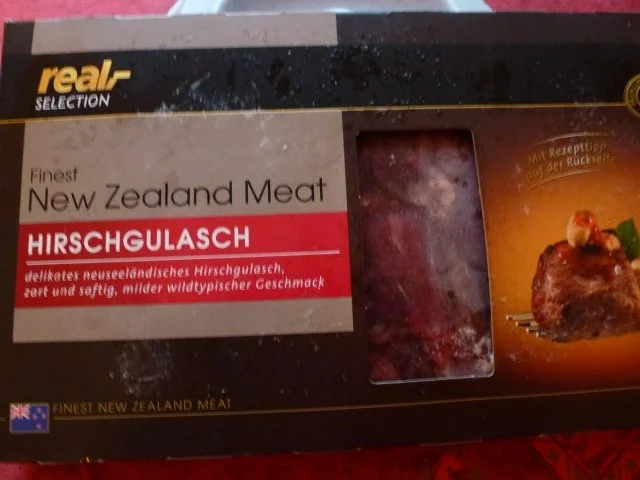 real,-
SELECTION
Finest
New Zealand Meat
HIRSCHGULASCH
delikates neuseeländisches Hirschgulasch,
zart und saftig, milder wildtypischer Geschmack
Mit Rezepttipp
auf der Rückseite
FINEST NEW ZEALAND MEAT